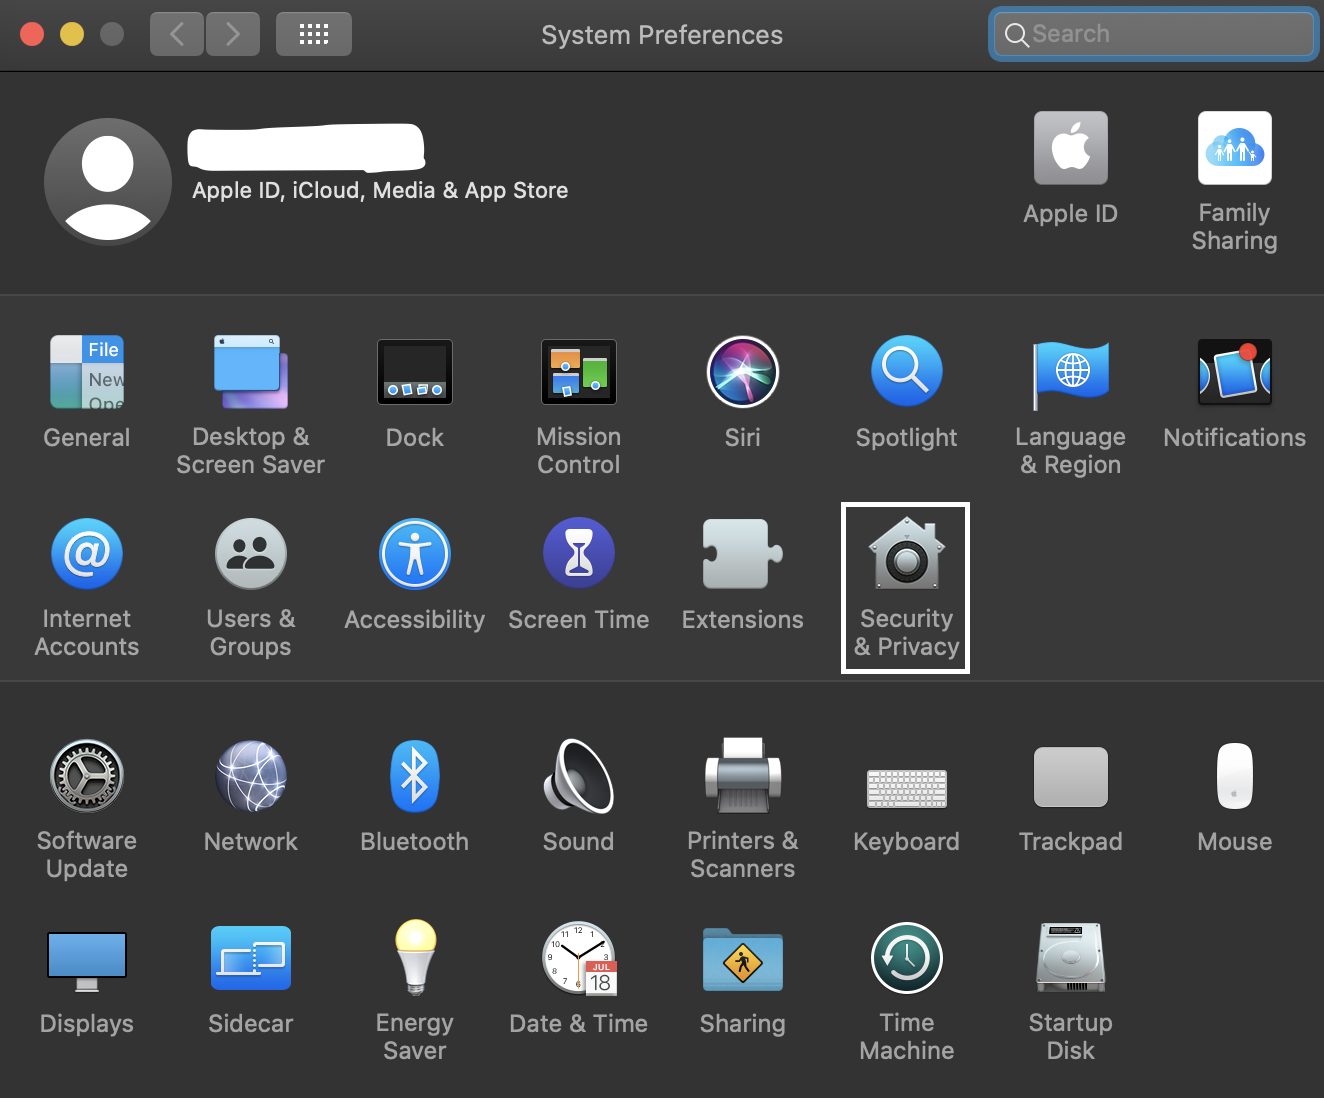 System Preferences
Search
Apple ID, iCloud, Media & App Store
Apple ID
Family
Sharing
File
New
Ope
General
Desktop &
Screen Saver
Dock
Mission
Control
Siri
Spotlight
Language
& Region
Notifications
Internet
Accounts
Users &
Groups
Accessibility
Screen Time
Extensions
Security
& Privacy
Software
Update
Network
Bluetooth
Sound
Printers &
Scanners
Keyboard
Trackpad
Mouse
Displays
Sidecar
Energy
Saver
JUL
18
Date & Time
Sharing
Time
Machine
Startup
Disk